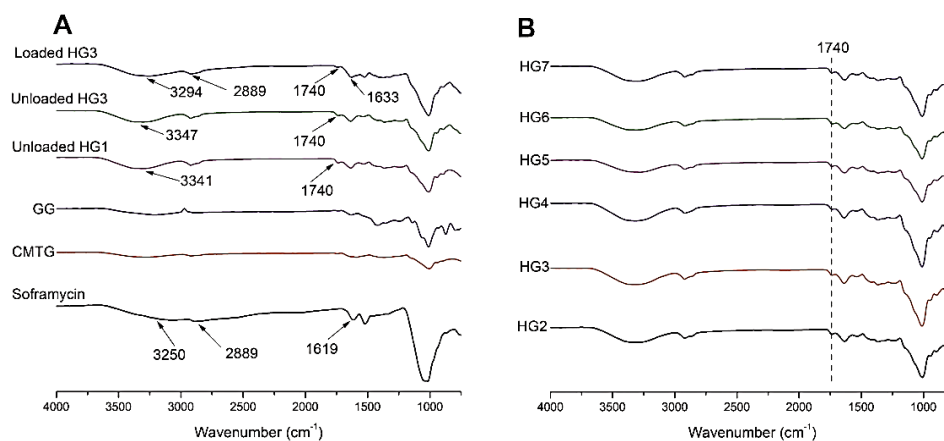 A
Loaded HG3
3294
2889
1740
1633
Unloaded HG3
3347
1740
Unloaded HG1
3341
1740
GG
CMTG
Soframycin
3250
2889
1619
4000 3500 3000 2500 2000 1500 1000
Wavenumber (cm⁻¹)
B
1740
HG7
HG6
HG5
HG4
HG3
HG2
4000 3500 3000 2500 2000 1500 1000
Wavenumber (cm⁻¹)